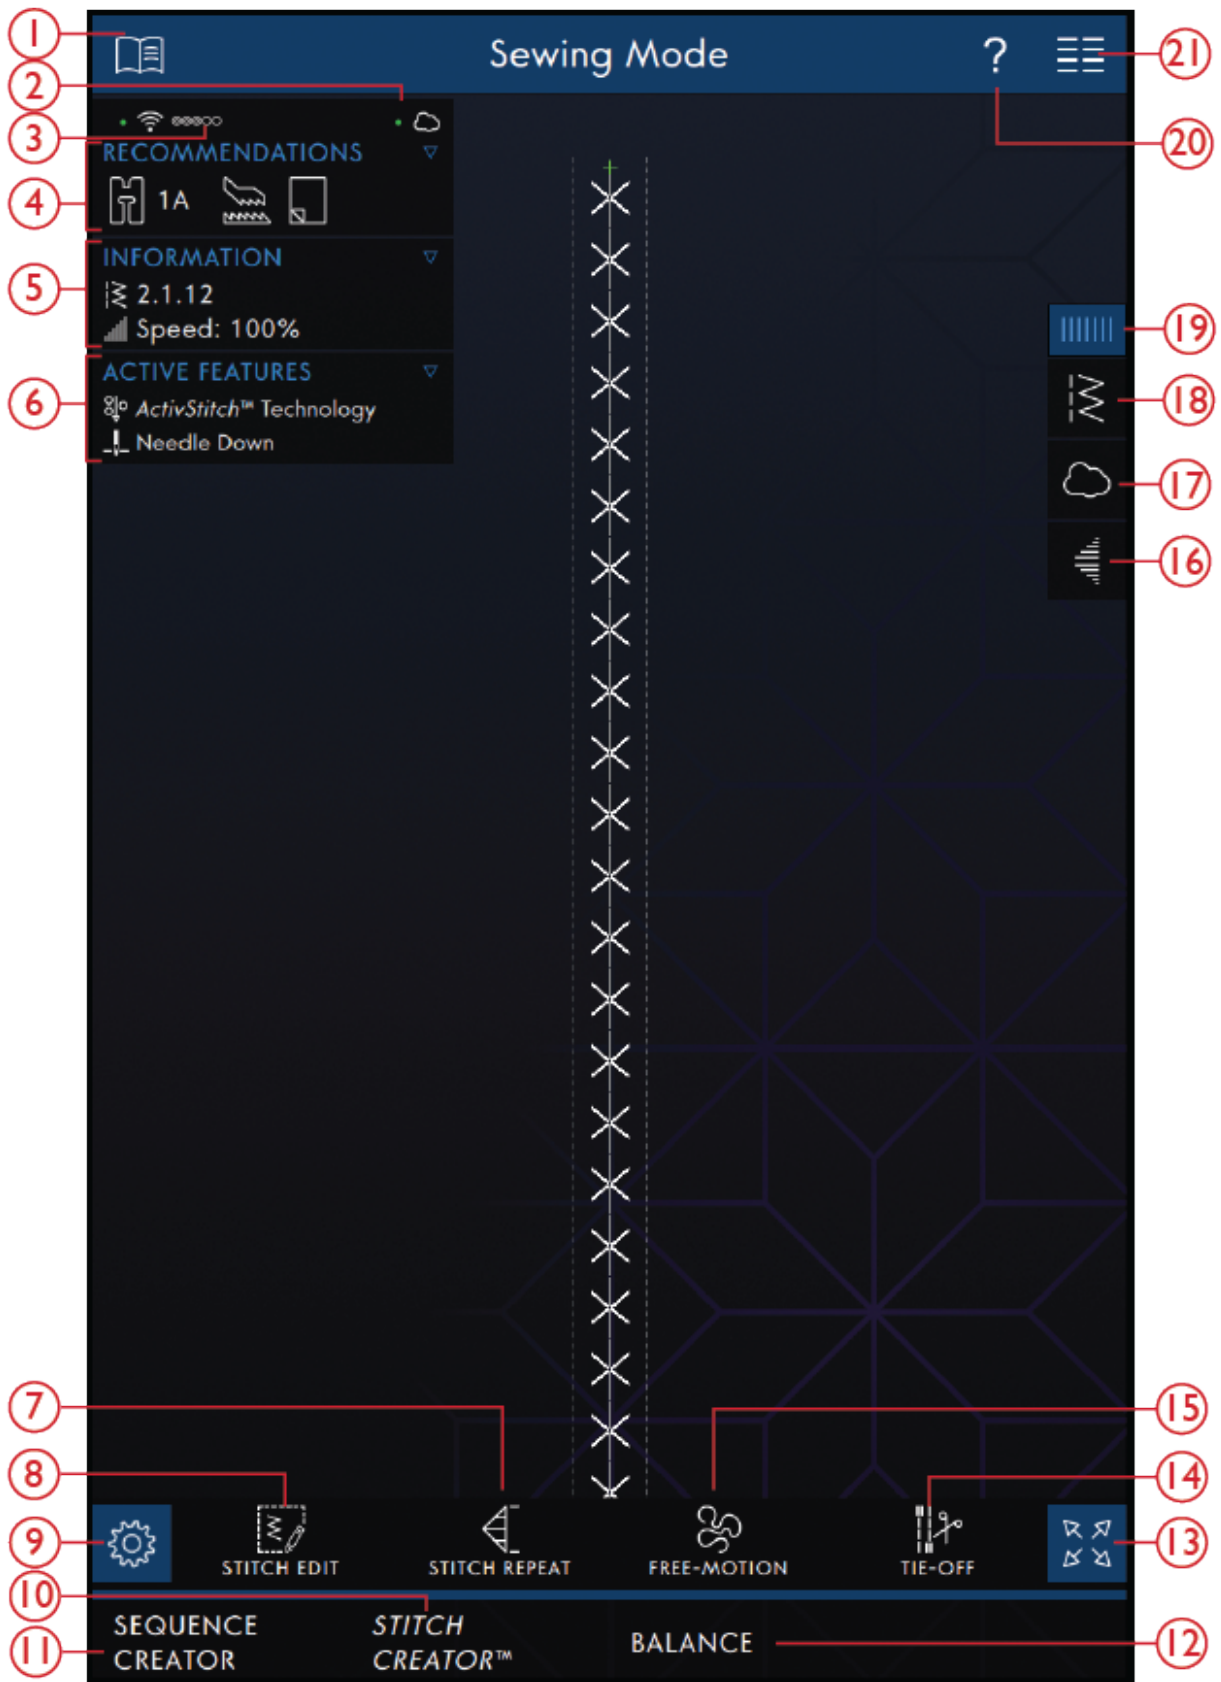 1
Sewing Mode
?
21
2
3
20
RECOMMENDATIONS
4
1A
INFORMATION
5
2.1.12
Speed: 100%
19
ACTIVE FEATURES
6
ActivStitch™ Technology
Needle Down
18
17
16
7
15
8
14
9
13
STITCH EDIT
STITCH REPEAT
FREE-MOTION
TIE-OFF
10
11
SEQUENCE
CREATOR
STITCH
CREATOR™
BALANCE
12